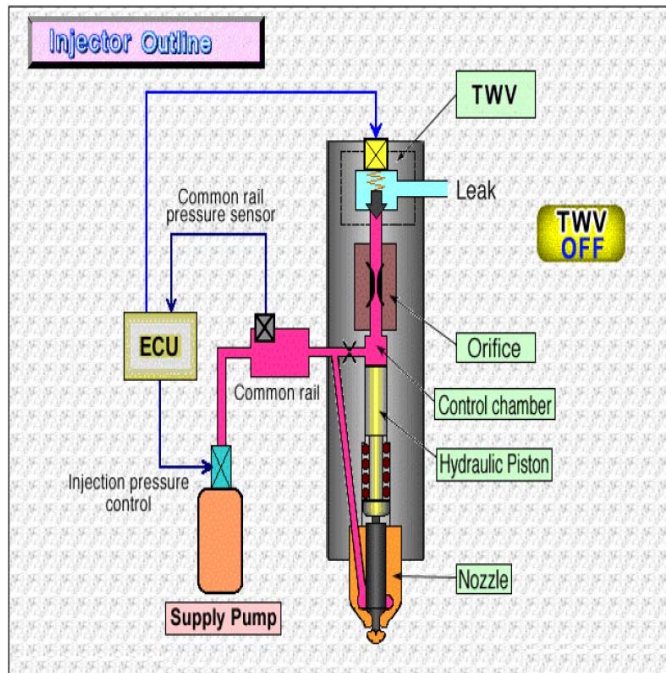 Injector Outline
TWV
Common rail
pressure sensor
Leak
TWV
OFF
ECU
Orifice
Common rail
Control chamber
Hydraulic Piston
Injection pressure
control
Nozzle
Supply Pump